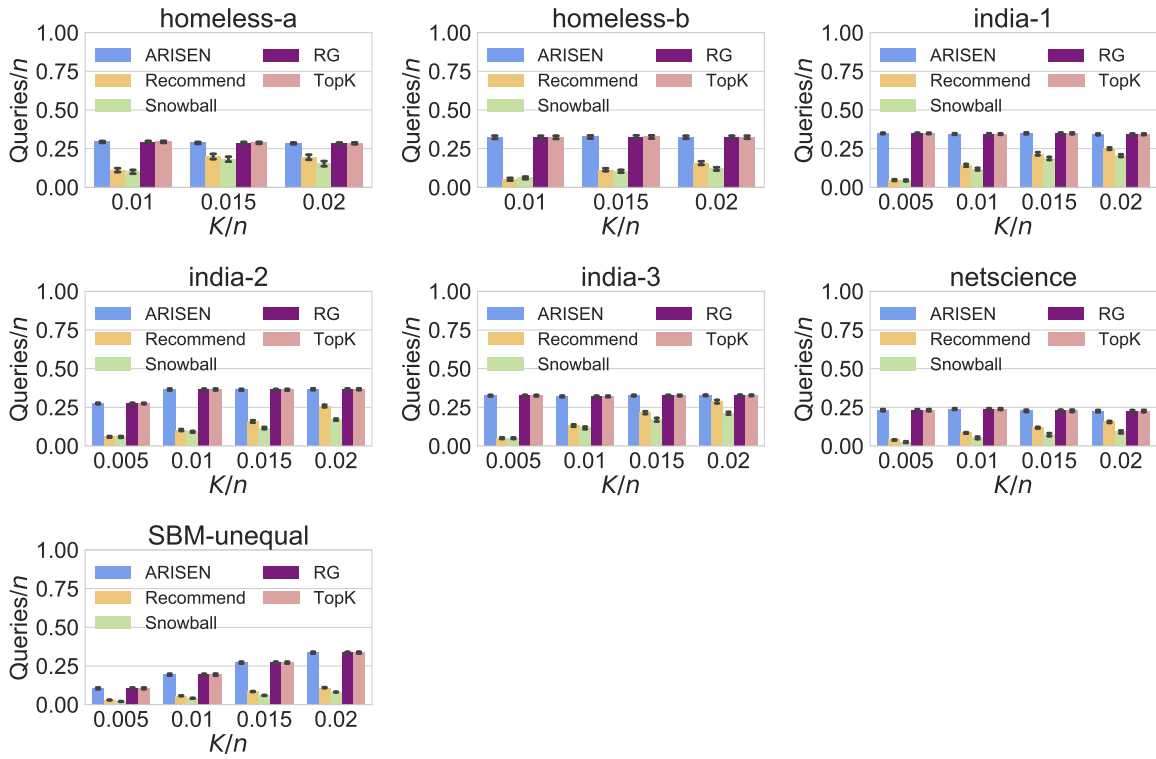 homeless-a
Queries/n
1.00
0.75
0.50
0.25
0.00
ARISEN
Recommend
Snowball
RG
TopK
0.01 0.015 0.02
K/n
homeless-b
Queries/n
1.00
0.75
0.50
0.25
0.00
ARISEN
Recommend
Snowball
RG
TopK
0.01 0.015 0.02
K/n
india-1
Queries/n
1.00
0.75
0.50
0.25
0.00
ARISEN
Recommend
Snowball
RG
TopK
0.005 0.01 0.015 0.02
K/n
india-2
Queries/n
1.00
0.75
0.50
0.25
0.00
ARISEN
Recommend
Snowball
RG
TopK
0.005 0.01 0.015 0.02
K/n
india-3
Queries/n
1.00
0.75
0.50
0.25
0.00
ARISEN
Recommend
Snowball
RG
TopK
0.005 0.01 0.015 0.02
K/n
netscience
Queries/n
1.00
0.75
0.50
0.25
0.00
ARISEN
Recommend
Snowball
RG
TopK
0.005 0.01 0.015 0.02
K/n
SBM-unequal
Queries/n
1.00
0.75
0.50
0.25
0.00
ARISEN
Recommend
Snowball
RG
TopK
0.005 0.01 0.015 0.02
K/n